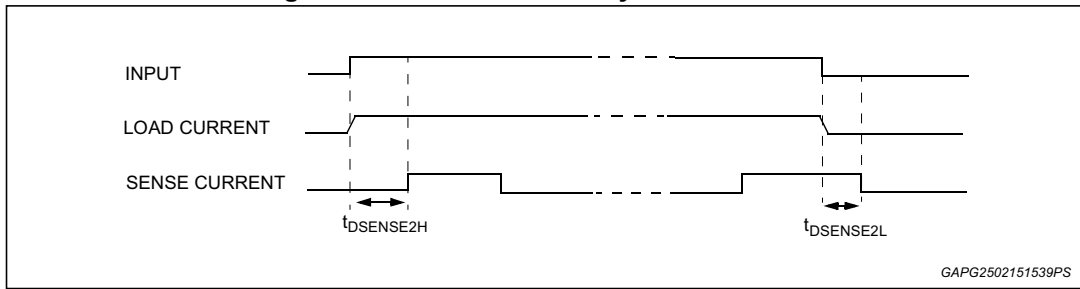 INPUT
LOAD CURRENT
SENSE CURRENT
tDSENSE2H
tDSENSE2L
GAPG2502151539PS